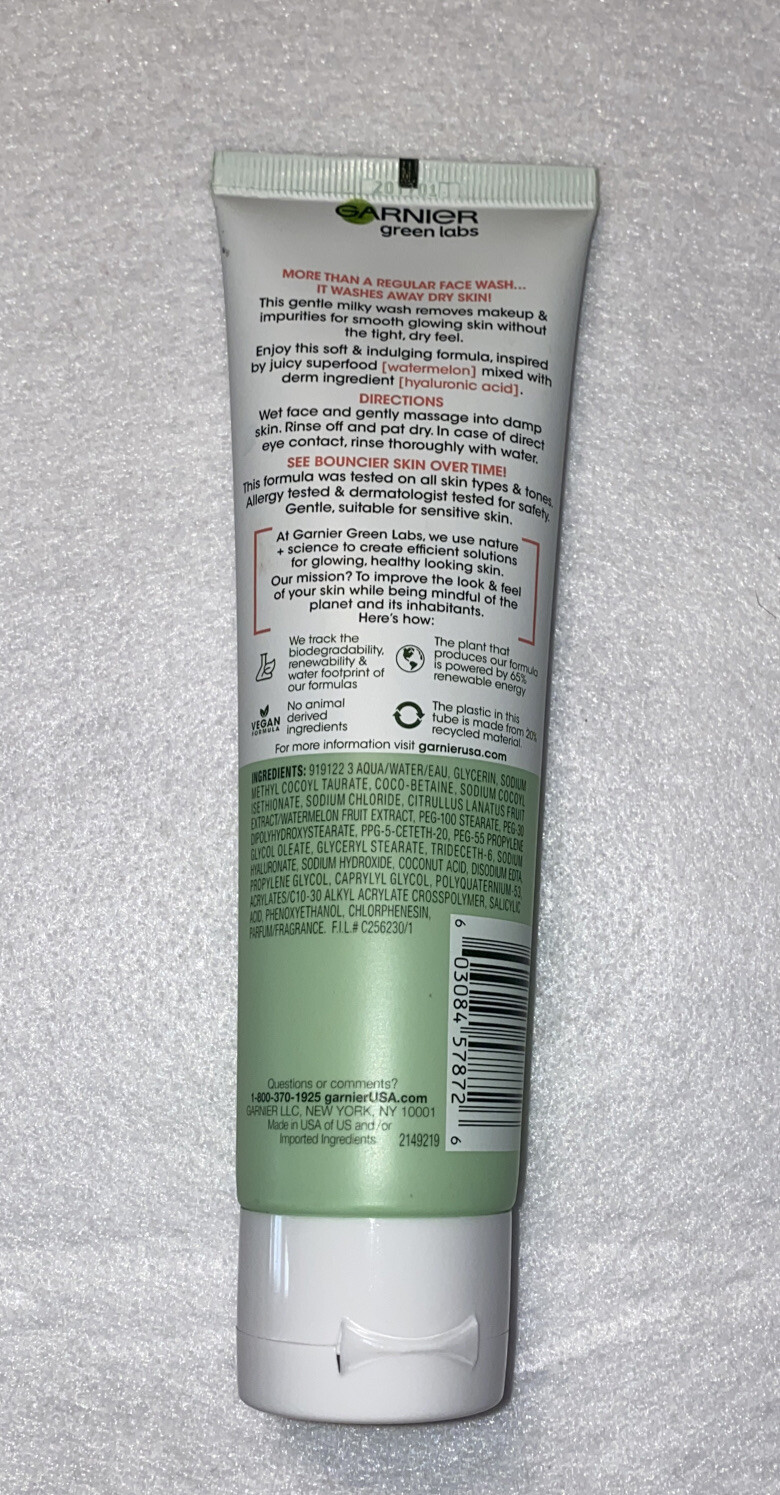 GARNIER
green labs
MORE THAN A REGULAR FACE WASH...
IT WASHES AWAY DRY SKIN!
This gentle milky wash removes makeup &
impurities for smooth glowing skin without
the tight, dry feel.
Enjoy this soft & indulging formula, inspired
by juicy superfood [watermelon] mixed with
derm ingredient [hyaluronic acid].
DIRECTIONS
Wet face and gently massage into damp
skin. Rinse off and pat dry. In case of direct
eye contact, rinse thoroughly with water.
SEE BOUNCIER SKIN OVER TIME!
This formula was tested on all skin types & tones.
Allergy tested & dermatologist tested for safety.
Gentle, suitable for sensitive skin.
At Garnier Green Labs, we use nature
+ science to create efficient solutions
for glowing, healthy looking skin.
Our mission? To improve the look & feel
of your skin while being mindful of the
planet and its inhabitants.
Here's how:
We track the
biodegradability,
renewability &
water footprint of
our formulas
The plant that
produces our formula
is powered by 65%
renewable energy
VEGAN
FORMULA
No animal
derived
ingredients
The plastic in this
tube is made from 20%
recycled material.
For more information visit garnierusa.com
INGREDIENTS: 919122 3 AQUA/WATER/EAU, GLYCERIN, SODIUM
METHYL COCOYL TAURATE, COCO-BETAINE, SODIUM COCOYL
ISETHIONATE, SODIUM CHLORIDE, CITRULLUS LANATUS FRUIT
EXTRACT/WATERMELON FRUIT EXTRACT, PEG-100 STEARATE, PEG-30
DIPOLYHYDROXYSTEARATE, PPG-5-CETETH-20, PEG-55 PROPYLENE
GLYCOL OLEATE, GLYCERYL STEARATE, TRIDECETH-6, SODIUM
HYALURONATE, SODIUM HYDROXIDE, COCONUT ACID, DISODIUM EDTA,
PROPYLENE GLYCOL, CAPRYLYL GLYCOL, POLYQUATERNIUM-53,
ACRYLATES/C10-30 ALKYL ACRYLATE CROSSPOLYMER, SALICYLIC
ACID, PHENOXYETHANOL, CHLORPHENESIN,
PARFUM/FRAGRANCE. F.I.L.# C256230/1
6 03084 57872 6
Questions or comments?
1-800-370-1925 garnierUSA.com
GARNIER LLC, NEW YORK, NY 10001
Made in USA of US and/or
Imported Ingredients
2149219